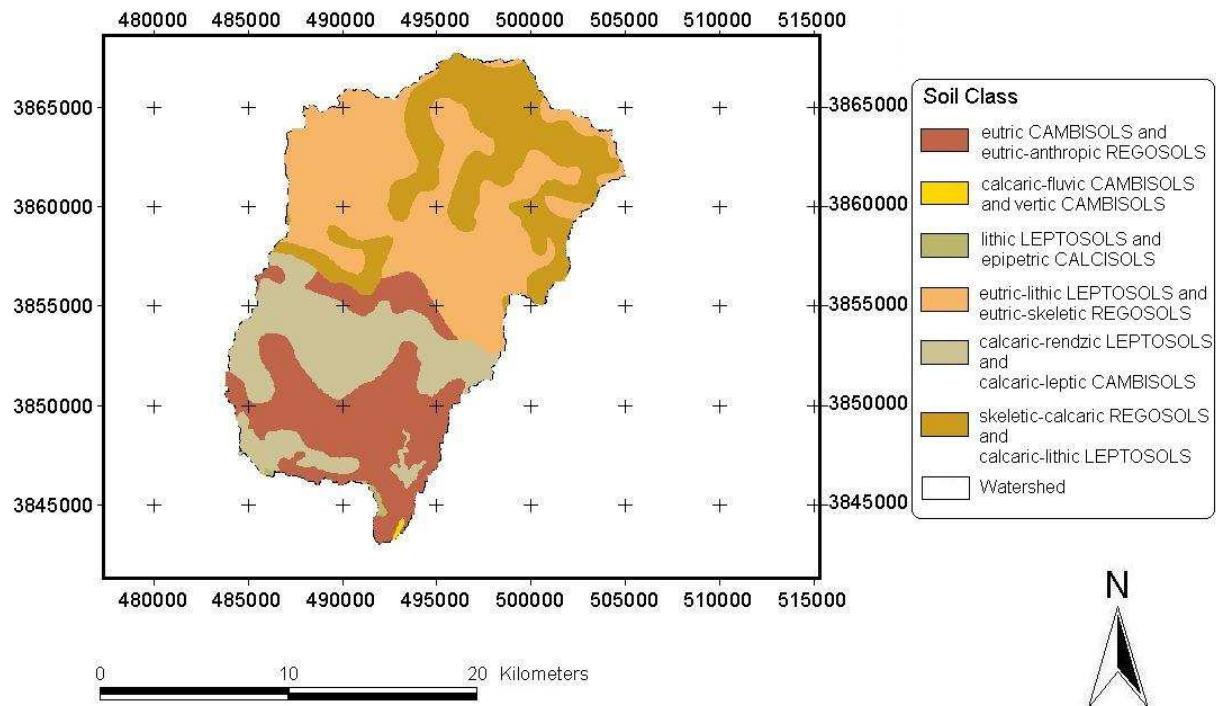 480000 485000 490000 495000 500000 505000 510000 515000
3865000
3860000
3855000
3850000
3845000
3865000
3860000
3855000
3850000
3845000
480000 485000 490000 495000 500000 505000 510000 515000
0 10 20 Kilometers
Soil Class
eutric CAMBISOLS and
eutric-anthropic REGOSOLS
calcaric-fluvic CAMBISOLS
and vertic CAMBISOLS
lithic LEPTOSOLS and
epipetric CALCISOLS
eutric-lithic LEPTOSOLS and
eutric-skeletic REGOSOLS
calcaric-rendzic LEPTOSOLS
and
calcaric-leptic CAMBISOLS
skeletic-calcaric REGOSOLS
and
calcaric-lithic LEPTOSOLS
Watershed
N